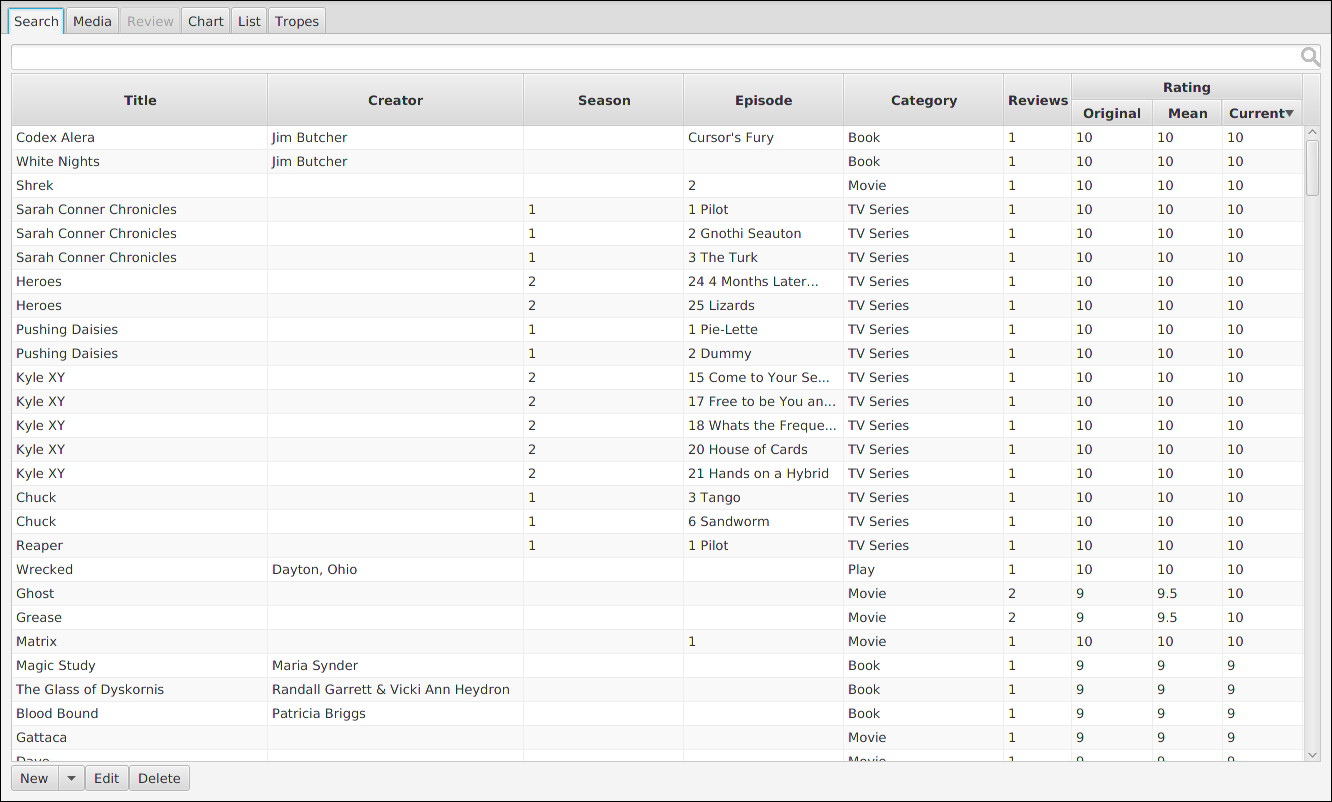 Search Media Review Chart List Tropes
Title Creator Season Episode Category Reviews Rating
Original Mean Current
Codex Alera Jim Butcher Cursor's Fury Book 1 10 10 10
White Nights Jim Butcher Book 1 10 10 10
Shrek 2 Movie 1 10 10 10
Sarah Conner Chronicles 1 1 Pilot TV Series 1 10 10 10
Sarah Conner Chronicles 1 2 Gnothi Seauton TV Series 1 10 10 10
Sarah Conner Chronicles 1 3 The Turk TV Series 1 10 10 10
Heroes 2 24 4 Months Later... TV Series 1 10 10 10
Heroes 2 25 Lizards TV Series 1 10 10 10
Pushing Daisies 1 1 Pie-Lette TV Series 1 10 10 10
Pushing Daisies 1 2 Dummy TV Series 1 10 10 10
Kyle XY 2 15 Come to Your Se... TV Series 1 10 10 10
Kyle XY 2 17 Free to be You an... TV Series 1 10 10 10
Kyle XY 2 18 Whats the Freque... TV Series 1 10 10 10
Kyle XY 2 20 House of Cards TV Series 1 10 10 10
Kyle XY 2 21 Hands on a Hybrid TV Series 1 10 10 10
Chuck 1 3 Tango TV Series 1 10 10 10
Chuck 1 6 Sandworm TV Series 1 10 10 10
Reaper 1 1 Pilot TV Series 1 10 10 10
Wrecked Dayton, Ohio Play 1 10 10 10
Ghost Movie 2 9 9.5 10
Grease Movie 2 9 9.5 10
Matrix 1 Movie 1 10 10 10
Magic Study Maria Synder Book 1 9 9 9
The Glass of Dyskornis Randall Garrett & Vicki Ann Heydron Book 1 9 9 9
Blood Bound Patricia Briggs Book 1 9 9 9
Gattaca Movie 1 9 9 9
Dave Movie 1 9 9 9
New Edit Delete